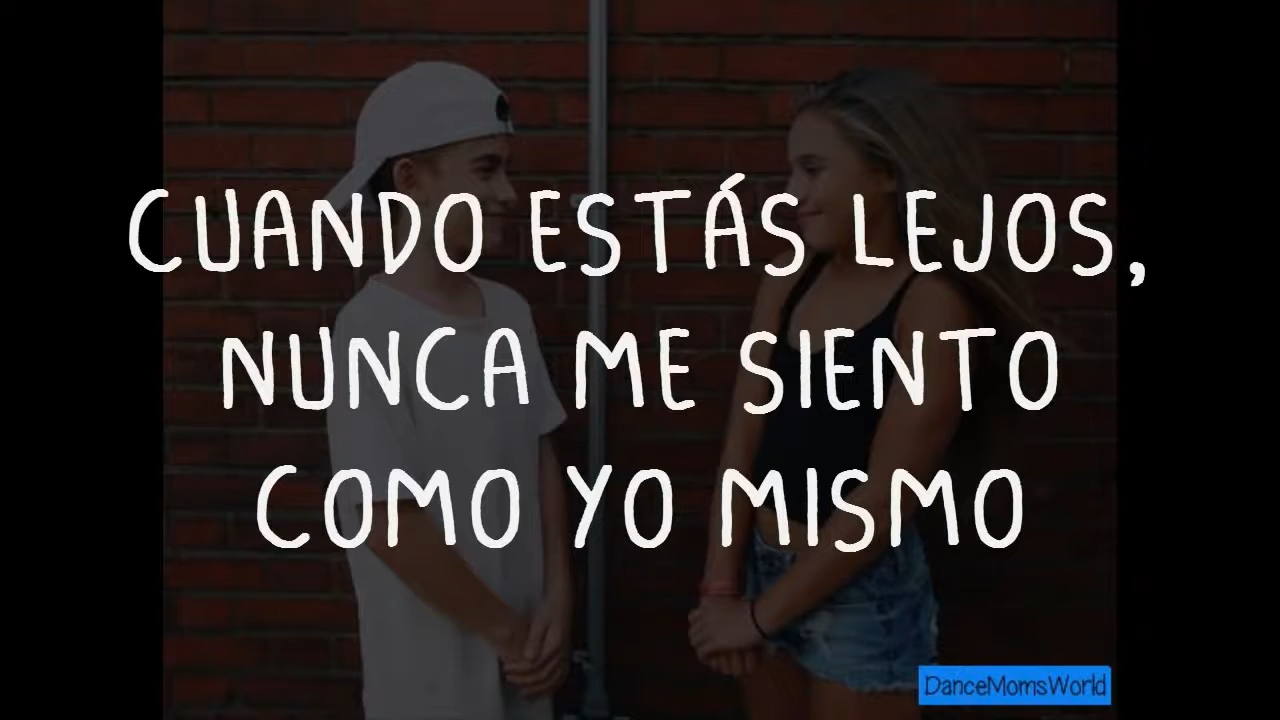 CUANDO ESTÁS LEJOS,
NUNCA ME SIENTO
COMO YO MISMO
DanceMomsWorld